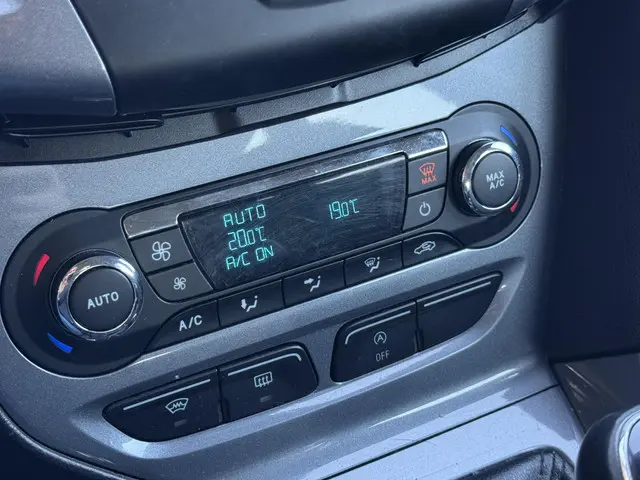 AUTO 19.0°C
20.0°C
A/C ON
MAX
MAX
A/C
AUTO
A/C
A
OFF